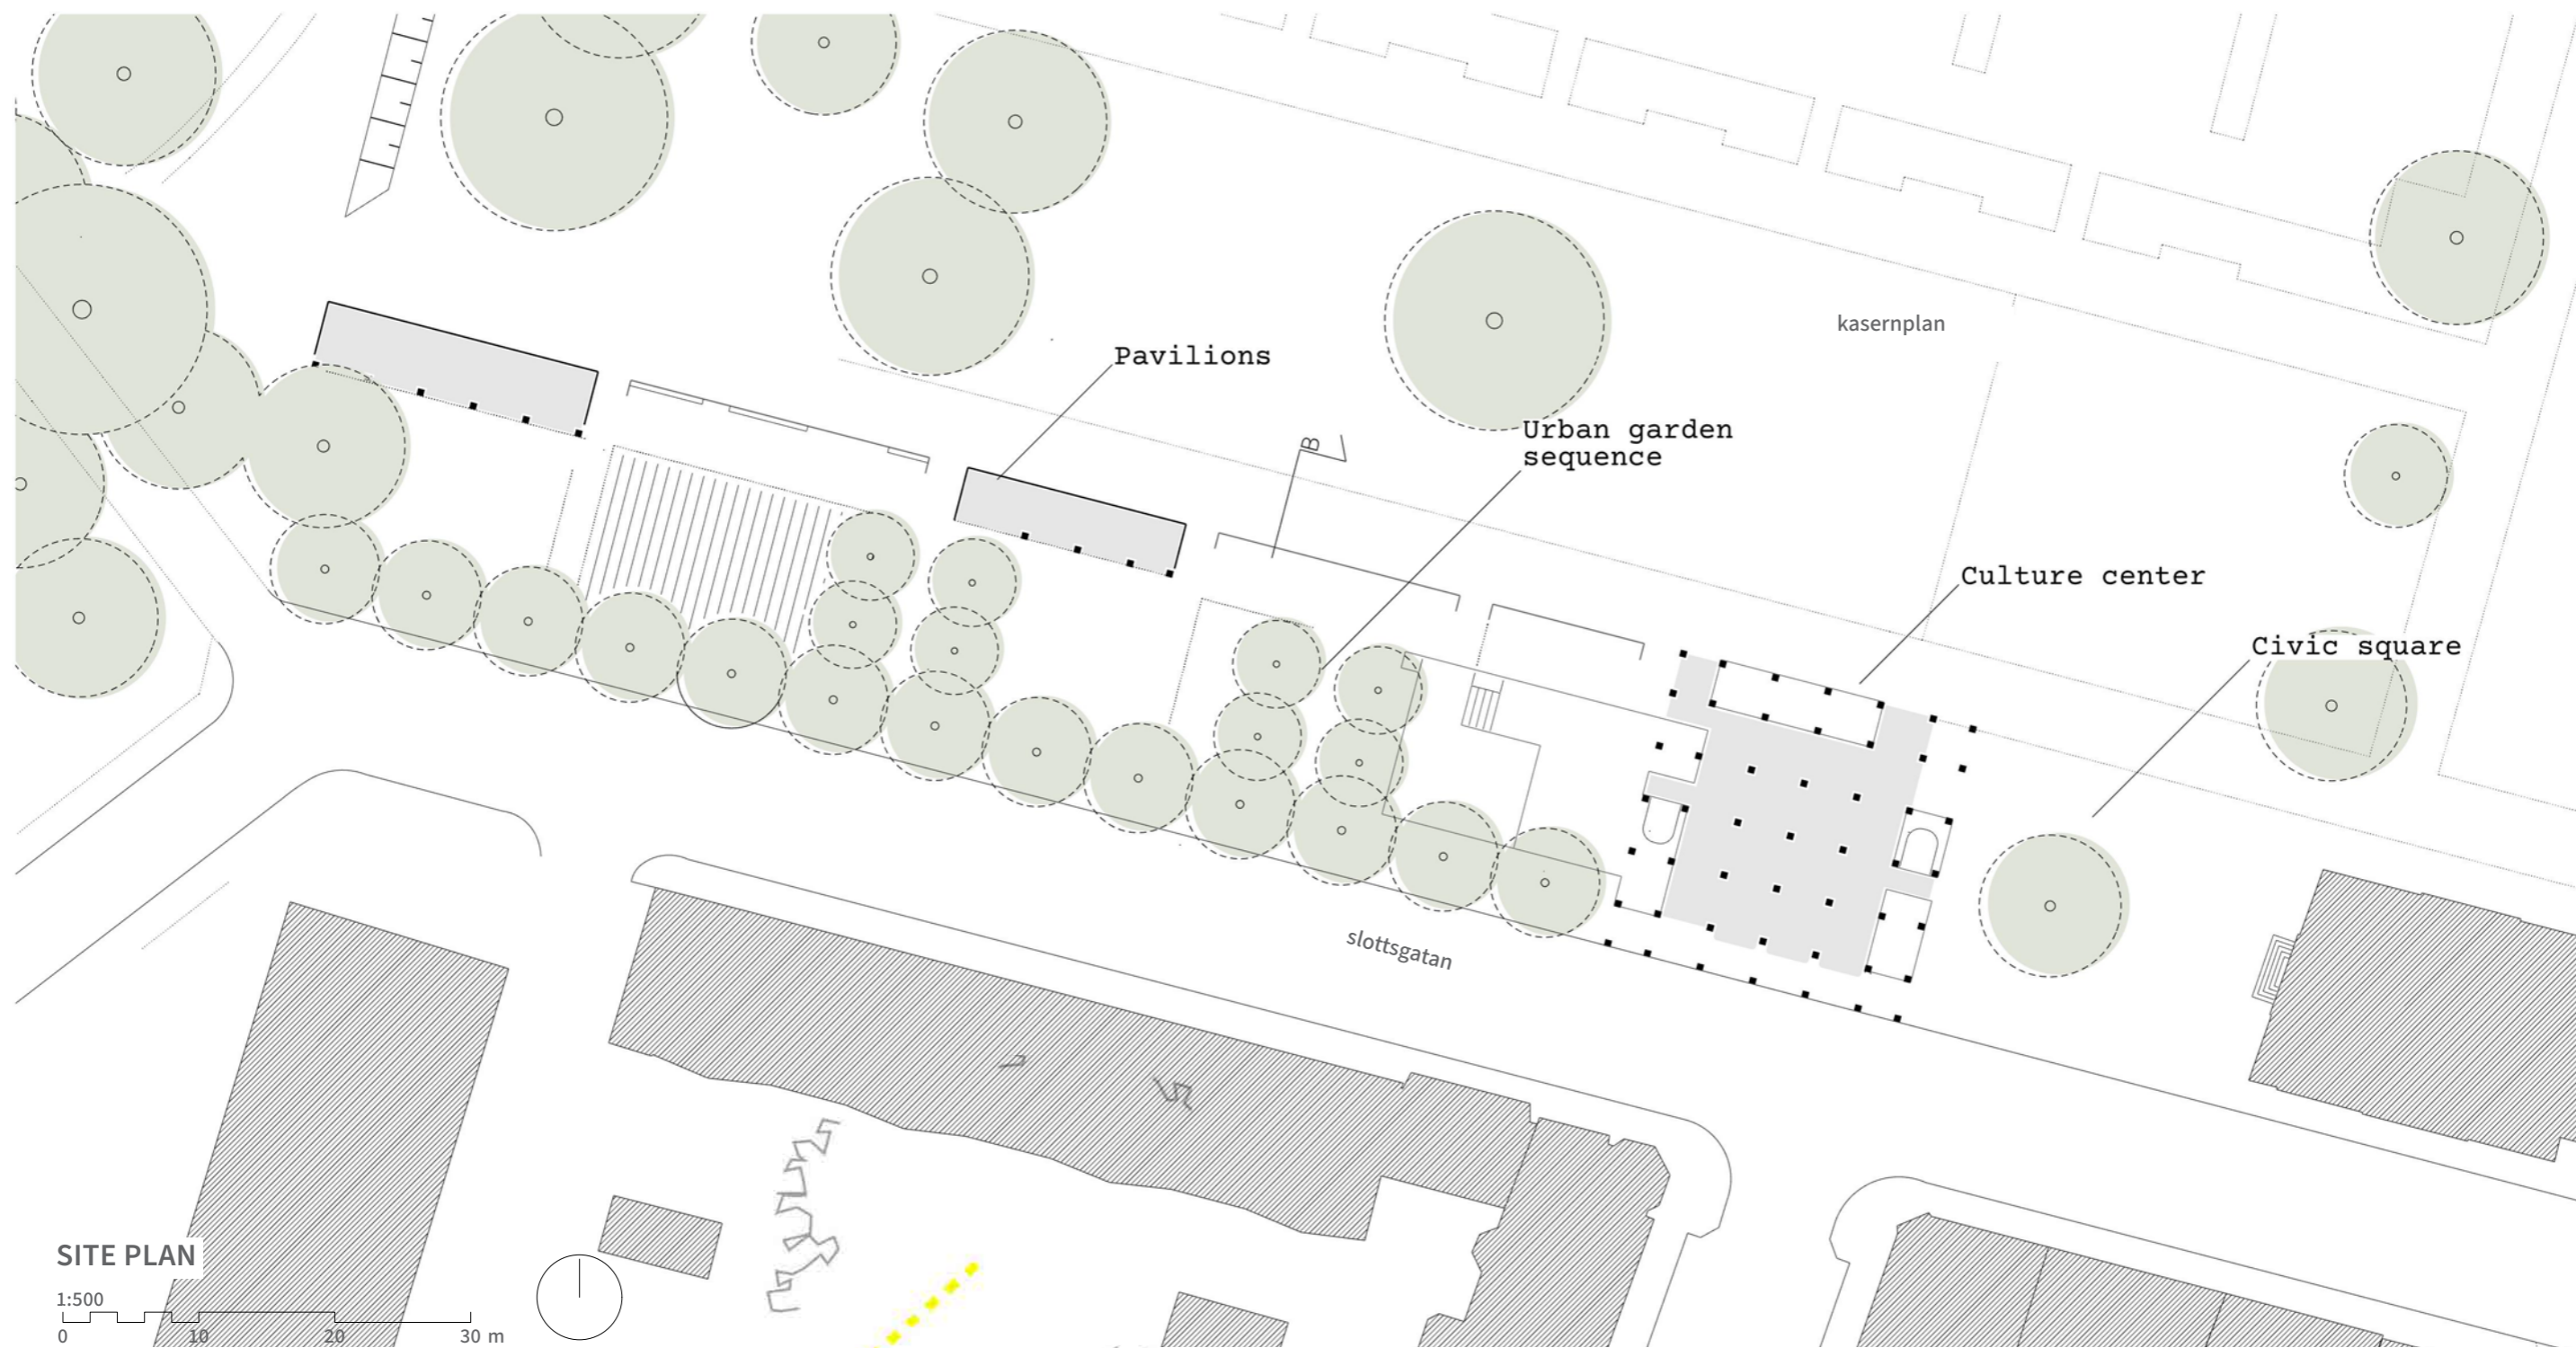 kasernplan
Pavilions
Urban garden
sequence
B
Culture center
Civic square
slottsgatan
SITE PLAN
1:500
0 10 20 30 m